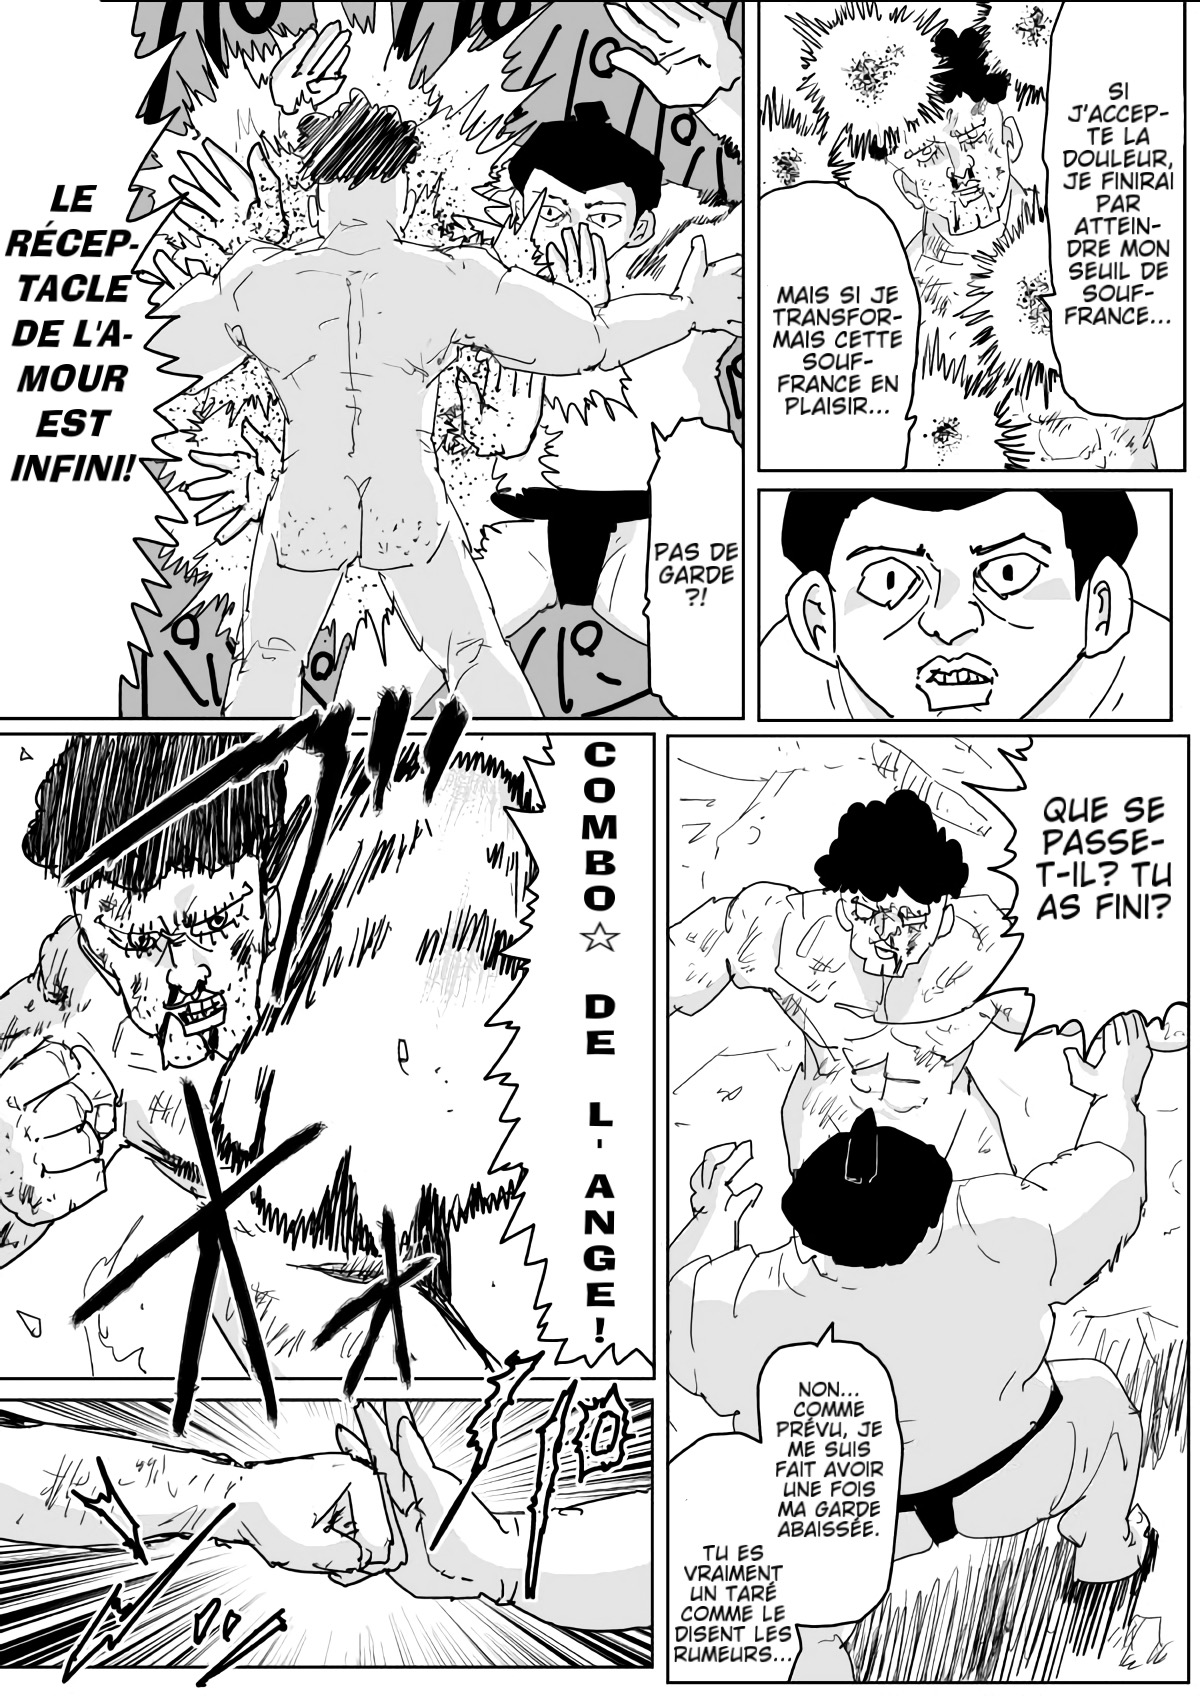 SI
J'ACCEP-
TE LA
DOULEUR,
JE FINIRAI
PAR
ATTEIN-
DRE MON
SEUIL DE
SOUF-
FRANCE...
MAIS SI JE
TRANSFOR-
MAIS CETTE
SOUF-
FRANCE EN
PLAISIR...
PAS DE
GARDE
?!
LE
RÉCEP-
TACLE
DE L'A-
MOUR
EST
INFINI!
QUE SE
PASSE-
T-IL? TU
AS FINI?
NON...
COMME
PRÉVU, JE
ME SUIS
FAIT AVOIR
UNE FOIS
MA GARDE
ABAISSÉE.
TU ES
VRAIMENT
UN TARÉ
COMME LE
DISENT LES
RUMEURS...
COMBO☆ DE L'ANGE!